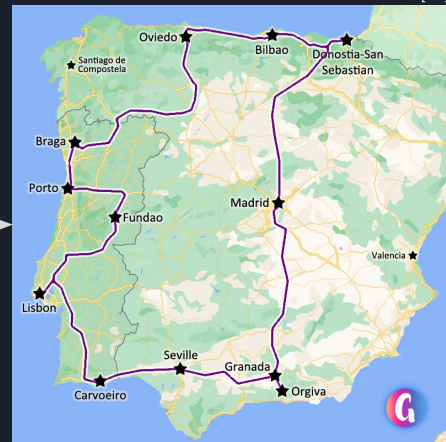 Oviedo
Bilbao
Donostia-San
Sebastian
Santiago de
Compostela
Braga
Porto
Fundao
Madrid
Valencia
Lisbon
Seville
Granada
Carvoeiro
Orgiva
G